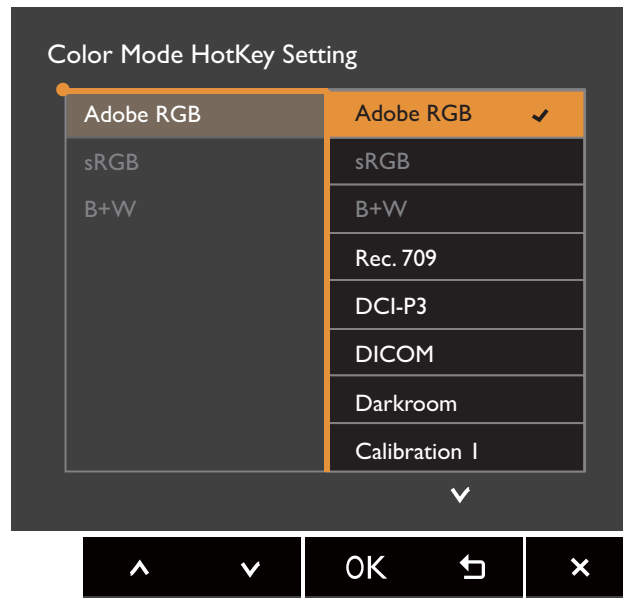 Color Mode HotKey Setting
Adobe RGB
sRGB
B+W
Adobe RGB
sRGB
B+W
Rec. 709
DCI-P3
DICOM
Darkroom
Calibration 1
OK